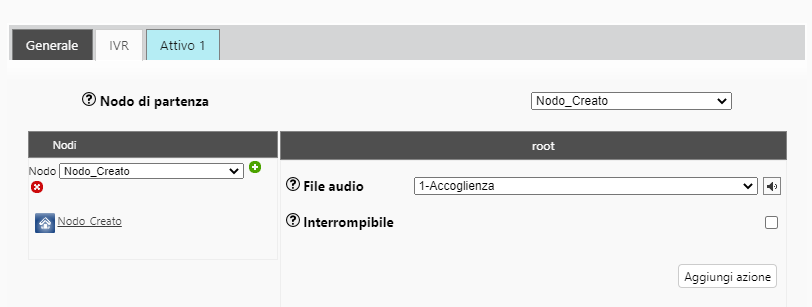 Generale
IVR
Attivo 1
Nodo di partenza
Nodo_Creato
Nodi
Nodo Nodo_Creato
Nodo_Creato
root
File audio
1-Accoglienza
Interrompibile
Aggiungi azione